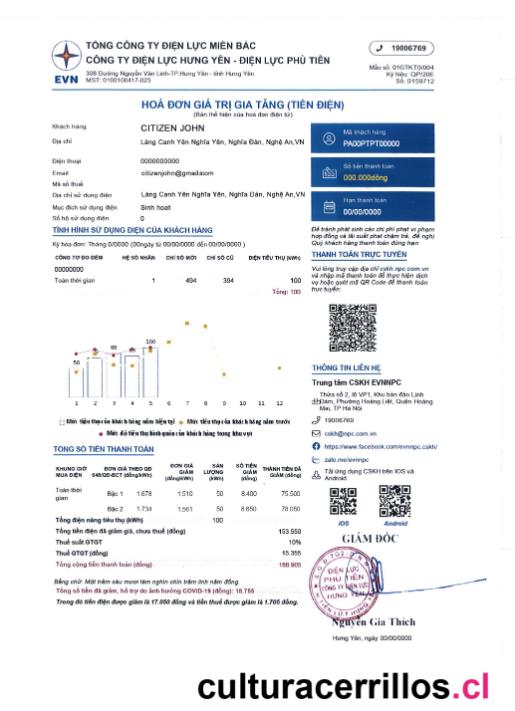 EVN
TỔNG CÔNG TY ĐIỆN LỰC MIỀN BẮC
CÔNG TY ĐIỆN LỰC HƯNG YÊN - ĐIỆN LỰC PHÙ TIÊN
308 Đường Nguyễn Văn Linh-TP.Hưng Yên - tỉnh Hưng Yên
MST: 0100100417-025
19006769
Mẫu số: 01GTKT0/004
Ký hiệu: QP/20E
Số: 0159712
HOÁ ĐƠN GIÁ TRỊ GIA TĂNG (TIỀN ĐIỆN)
(Bản thể hiện của hoá đơn điện tử)
Khách hàng CITIZEN JOHN
Địa chỉ Làng Canh Yên Nghĩa Yên, Nghĩa Đàn, Nghệ An,VN
Điện thoại 0000000000
Email citizenjohn@gmail.com
Mã số thuế
Địa chỉ sử dụng điện Làng Canh Yên Nghĩa Yên, Nghĩa Đàn, Nghệ An,VN
Mục đích sử dụng điện Sinh hoạt
Số hộ sử dụng điện 0
Mã khách hàng
PA00PTPT00000
Số tiền thanh toán
000.000đồng
Hạn thanh toán
00/00/0000
TÌNH HÌNH SỬ DỤNG ĐIỆN CỦA KHÁCH HÀNG
Kỳ hóa đơn: Tháng 0/0000 (00ngày từ 00/00/0000 đến 00/00/0000 )
CÔNG TƠ ĐO ĐẾM HỆ SỐ NHÂN CHỈ SỐ MỚI CHỈ SỐ CŨ ĐIỆN TIÊU THỤ (kWh)
00000000
Toàn thời gian 1 494 394 100
Tổng: 100
50 100
1 2 3 4 5 6 7 8 9 10 11 12
Mức tiêu thụ của khách hàng năm hiện tại Mức tiêu thụ của khách hàng năm trước
Mức độ tiêu thụ bình quân của khách hàng trong khu vực
Để tránh phát sinh các chi phí phạt vi phạm
hợp đồng và lãi suất phạt chậm trả, đề nghị
Quý khách hàng thanh toán đúng hạn
THANH TOÁN TRỰC TUYẾN
Vui lòng truy cập địa chỉ cskh.npc.com.vn
và nhập mã thanh toán để thực hiện dịch
vụ hoặc quét mã QR Code để thanh toán
trực tuyến:
THÔNG TIN LIÊN HỆ
Trung tâm CSKH EVNNPC
Thửa số 2, lô VP1, Khu bán đảo Linh
Đàm, Phường Hoàng Liệt, Quận Hoàng
Mai, TP Hà Nội
19006769
cskh@npc.com.vn
https://www.facebook.com/evnnpc.cskh/
zalo.me/evnnpc
Tải ứng dụng CSKH trên IOS và
Android
IOS Android
TỔNG SỐ TIỀN THANH TOÁN
KHUNG GIỜ MUA ĐIỆN ĐƠN GIÁ THEO QĐ 648/QĐ-BCT (đồng/kWh) ĐƠN GIÁ GIẢM (đồng/kWh) SẢN LƯỢNG (kWh) SỐ TIỀN GIẢM (đồng) THÀNH TIỀN ĐÃ GIẢM (đồng)
Toàn thời gian Bậc 1 1.678 1.510 50 8.400 75.500
Bậc 2 1.734 1.561 50 8.650 78.050
Tổng điện năng tiêu thụ (kWh) 100
Tổng tiền điện đã giảm giá, chưa thuế (đồng) 153.550
Thuế suất GTGT 10%
Thuế GTGT (đồng) 15.355
Tổng cộng tiền thanh toán (đồng) 168.905
Bằng chữ: Một trăm sáu mươi tám nghìn chín trăm linh năm đồng.
Tổng số tiền đã giảm, hỗ trợ do ảnh hưởng COVID-19 (đồng): 18.755
Trong đó tiền điện được giảm là 17.050 đồng và tiền thuế được giảm là 1.705 đồng.
GIÁM ĐỐC
ĐIỆN LỰC
PHÙ TIÊN
CÔNG TY ĐIỆN LỰC
HƯNG YÊN
Nguyễn Gia Thích
Hưng Yên, ngày 00/00/0000
culturacerrillos.cl